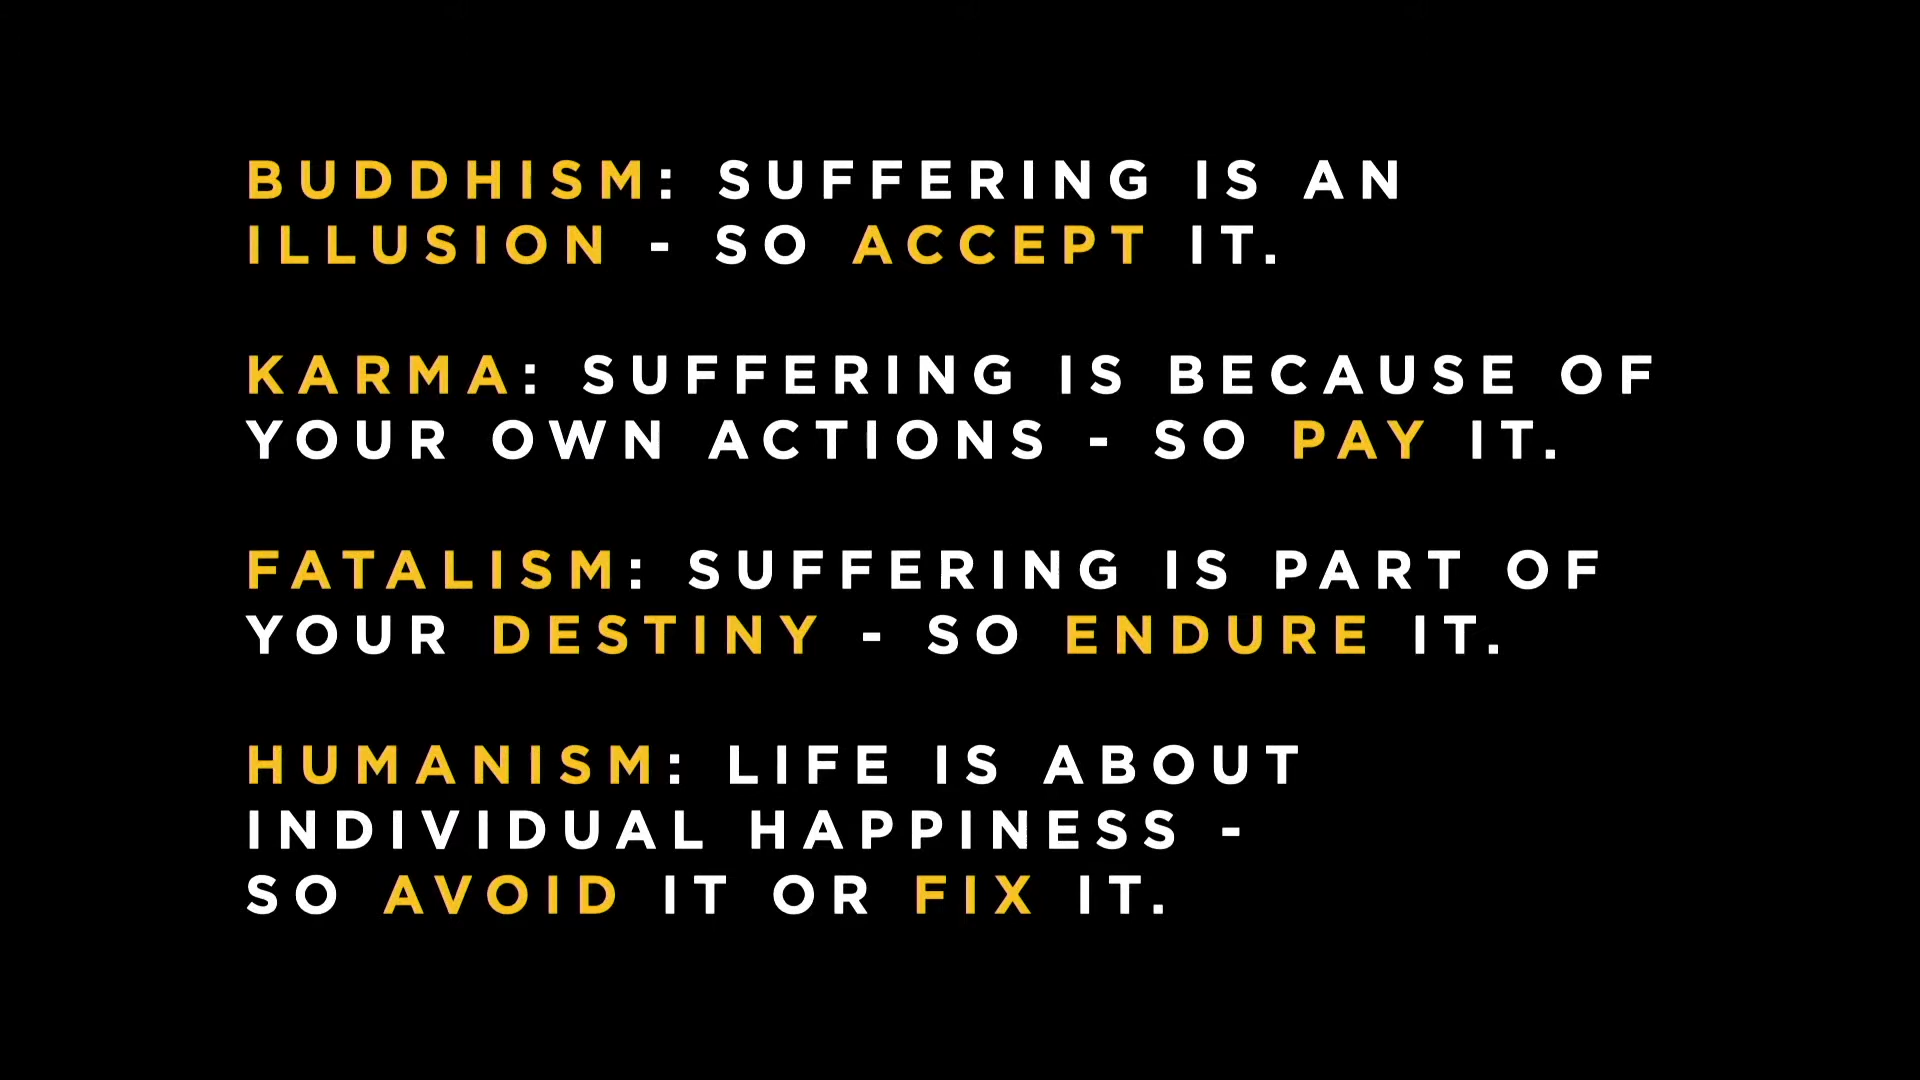 BUDDHISM: SUFFERING IS AN
ILLUSION - SO ACCEPT IT.
KARMA: SUFFERING IS BECAUSE OF
YOUR OWN ACTIONS - SO PAY IT.
FATALISM: SUFFERING IS PART OF
YOUR DESTINY - SO ENDURE IT.
HUMANISM: LIFE IS ABOUT
INDIVIDUAL HAPPINESS -
SO AVOID IT OR FIX IT.